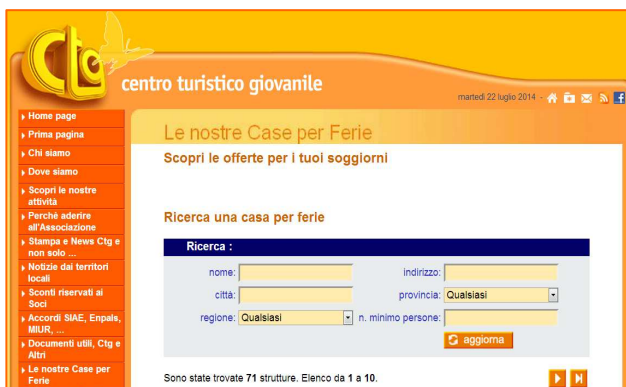 Ctg
centro turistico giovanile
martedì 22 luglio 2014 -
Home page
Prima pagina
Chi siamo
Dove siamo
Scopri le nostre
attività
Perchè aderire
all'Associazione
Stampa e News Ctg e
non solo ...
Notizie dai territori
locali
Sconti riservati ai
Soci
Accordi SIAE, Enpals,
MIUR, ...
Documenti utili, Ctg e
Altri
Le nostre Case per
Ferie
Le nostre Case per Ferie
Scopri le offerte per i tuoi soggiorni
Ricerca una casa per ferie
Ricerca :
nome: indirizzo:
città: provincia: Qualsiasi
regione: Qualsiasi n. minimo persone:
aggiorna
Sono state trovate 71 strutture. Elenco da 1 a 10.